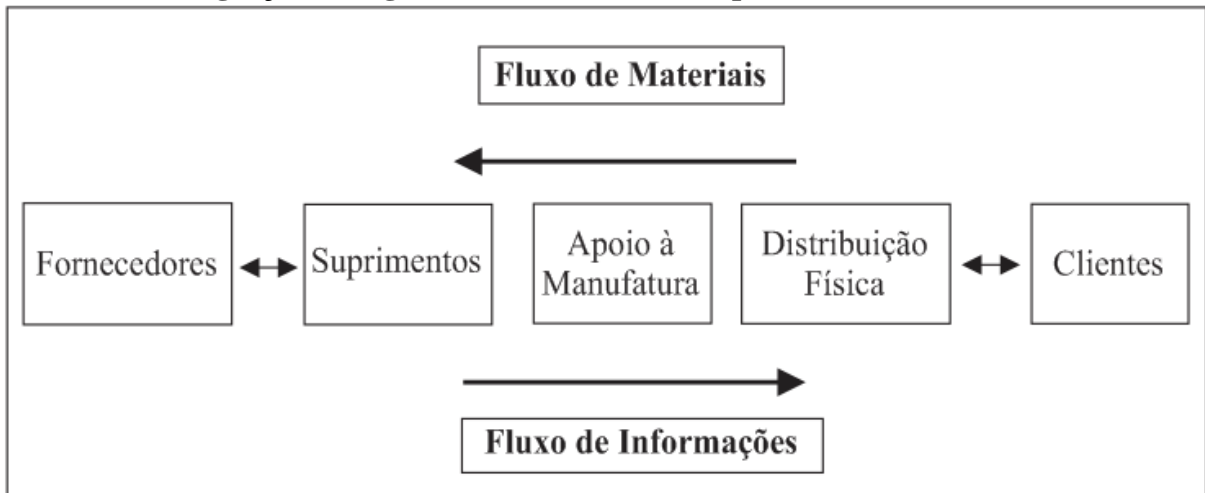 Fluxo de Materiais
Fornecedores
Suprimentos
Apoio à
Manufatura
Distribuição
Física
Clientes
Fluxo de Informações